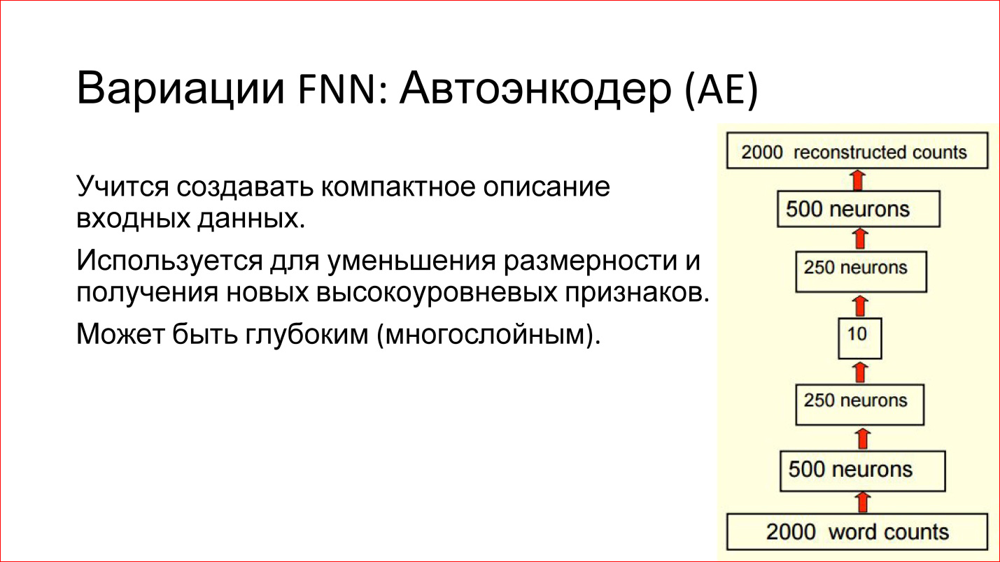 Вариации FNN: Автоэнкодер (AE)
Учится создавать компактное описание
входных данных.
Используется для уменьшения размерности и
получения новых высокоуровневых признаков.
Может быть глубоким (многослойным).
2000 reconstructed counts
500 neurons
250 neurons
10
250 neurons
500 neurons
2000 word counts